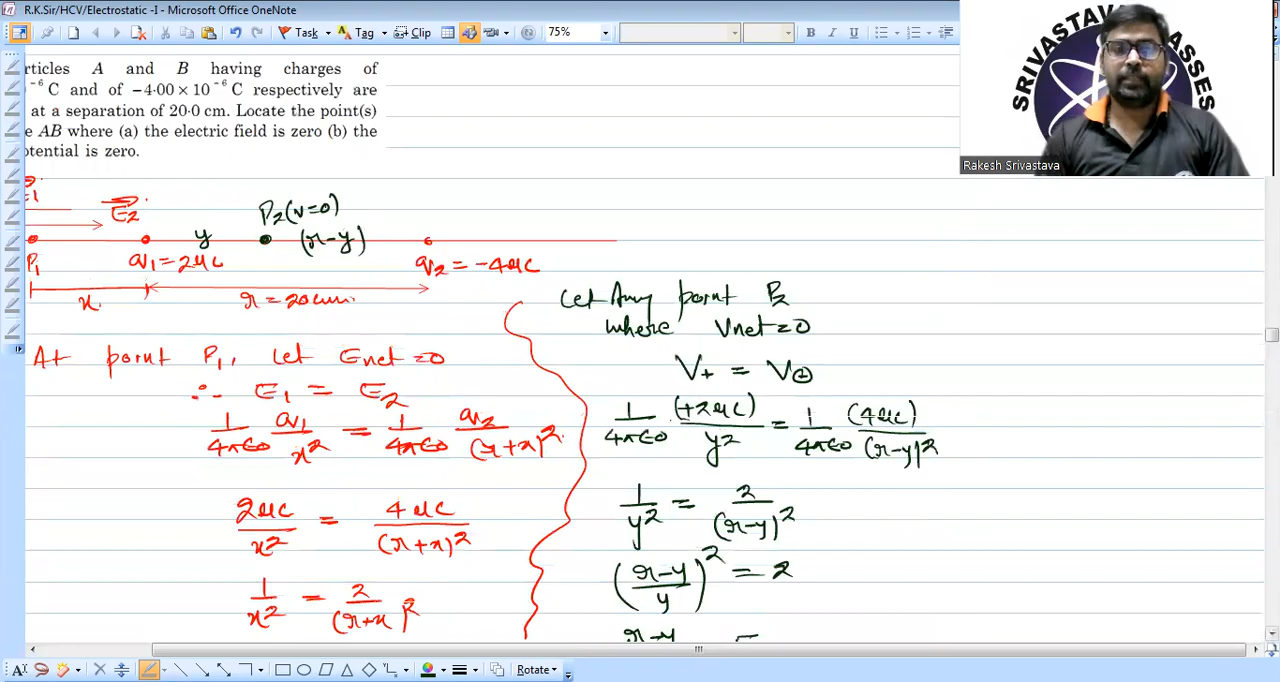 R.K.Sir/HCV/Electrostatic -I - Microsoft Office OneNote
Task
Tag
Clip
75%
B I U
rticles A and B having charges of
⁻⁶ C and of −4·00 × 10⁻⁶ C respectively are
at a separation of 20·0 cm. Locate the point(s)
e AB where (a) the electric field is zero (b) the
otential is zero.
SRIVASTAVA CLASSES
Rakesh Srivastava
E1
E2
P2(v=0)
y
(r-y)
P1
q1=2μC
q2=-4μC
x
r=20cm
Let Any point P2
where Vnet=0
At point P1, Let Enet=0
∴ E1 = E2
V+ = V⊕
1/4πε0 q1/x² = 1/4πε0 q2/(r+x)²
1/4πε0 (+2μC)/y² = 1/4πε0 (4μC)/(r-y)²
2μC/x² = 4μC/(r+x)²
1/y² = 2/(r-y)²
((r-y)/y)² = 2
1/x² = 2/(r+x)²
r-y =
Rotate